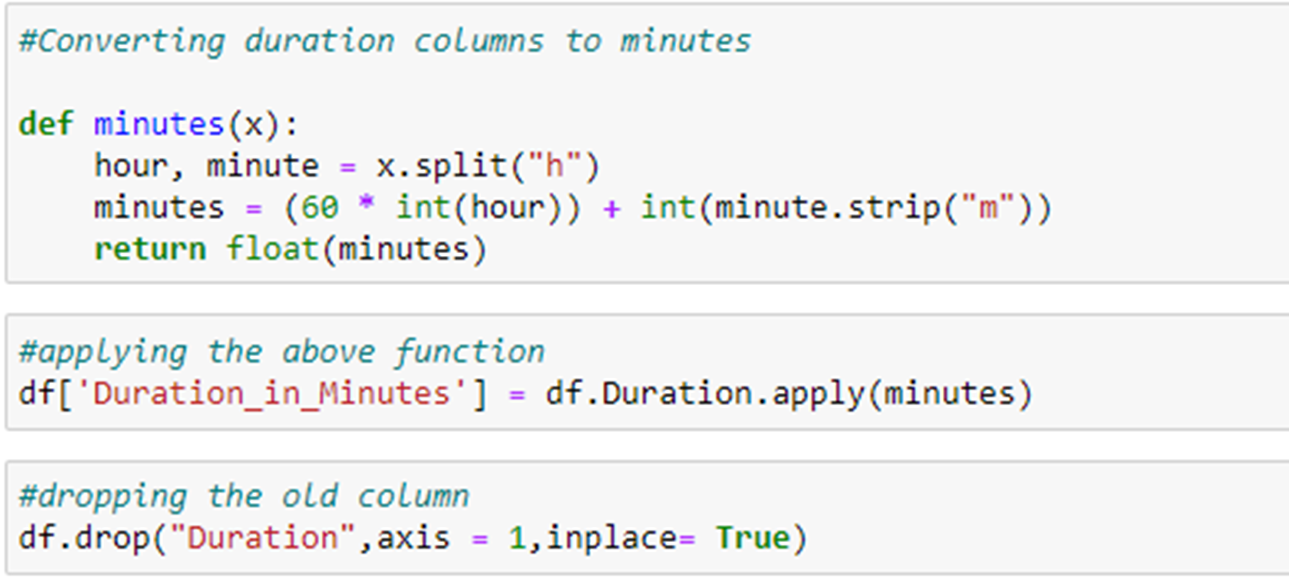 #Converting duration columns to minutes
def minutes(x):
    hour, minute = x.split("h")
    minutes = (60 * int(hour)) + int(minute.strip("m"))
    return float(minutes)
#applying the above function
df['Duration_in_Minutes'] = df.Duration.apply(minutes)
#dropping the old column
df.drop("Duration",axis = 1,inplace= True)